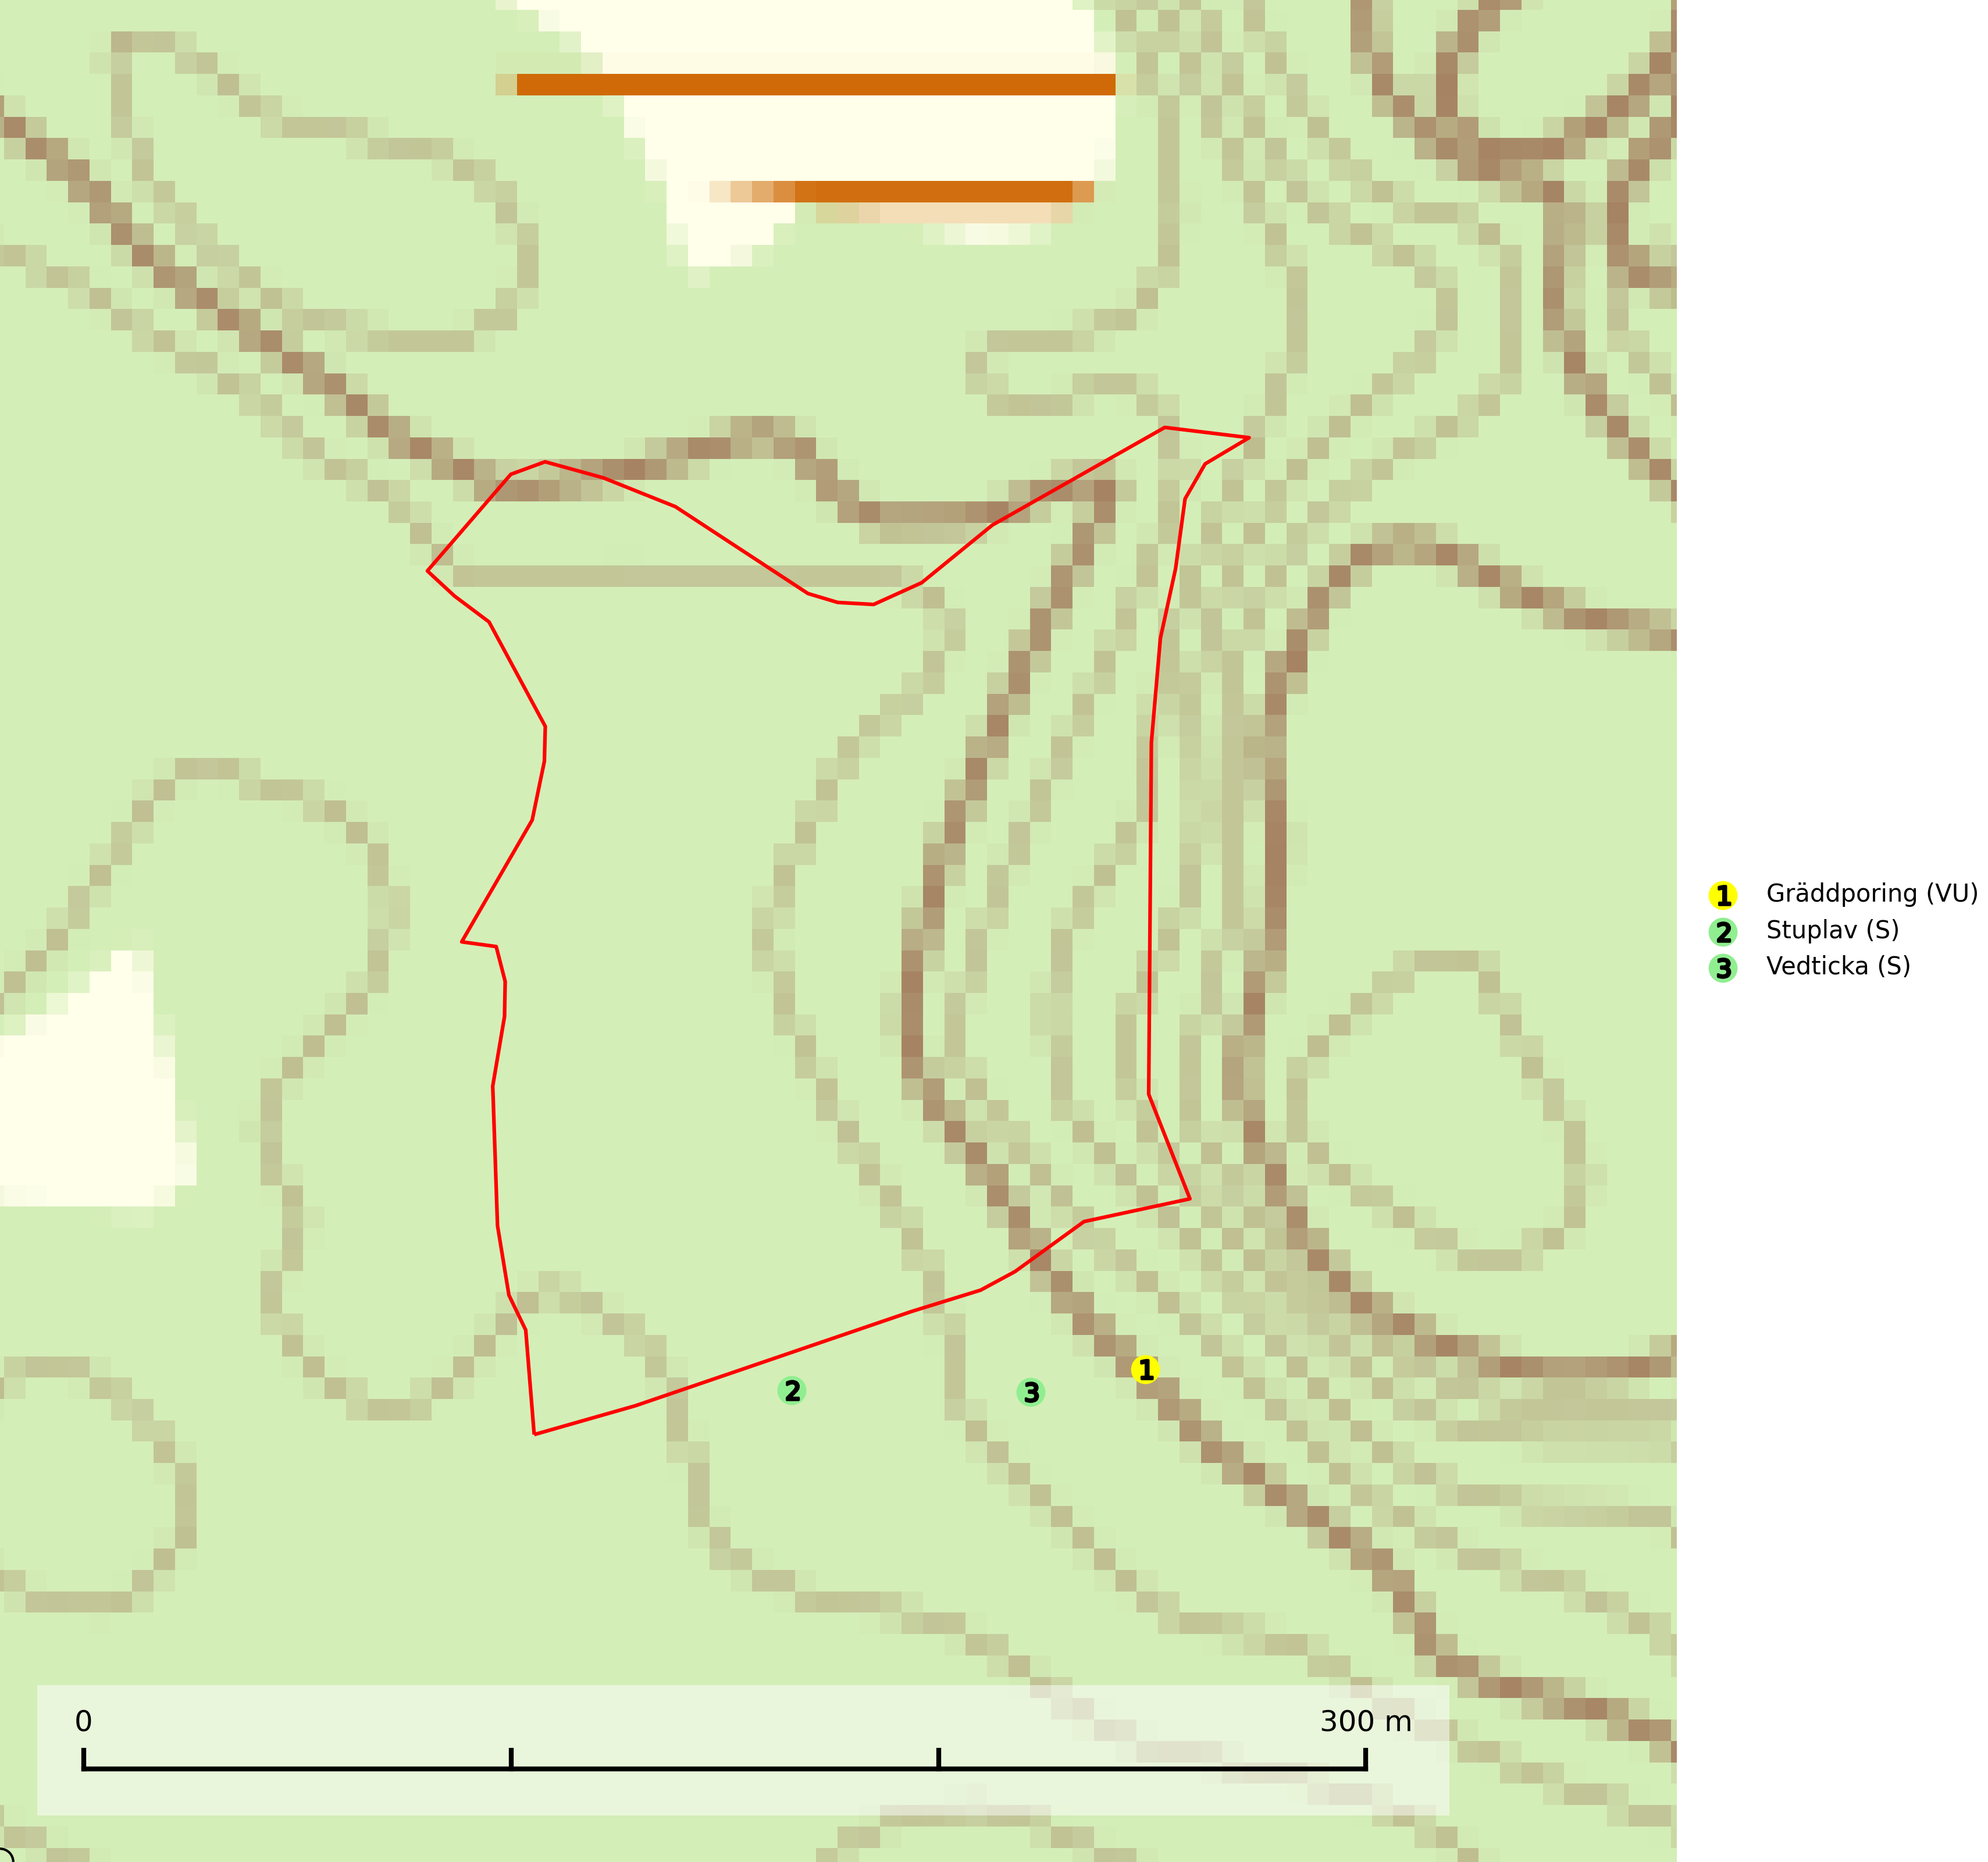 1 Gräddporing (VU)
2 Stuplav (S)
3 Vedticka (S)
1
2
3
0 300 m